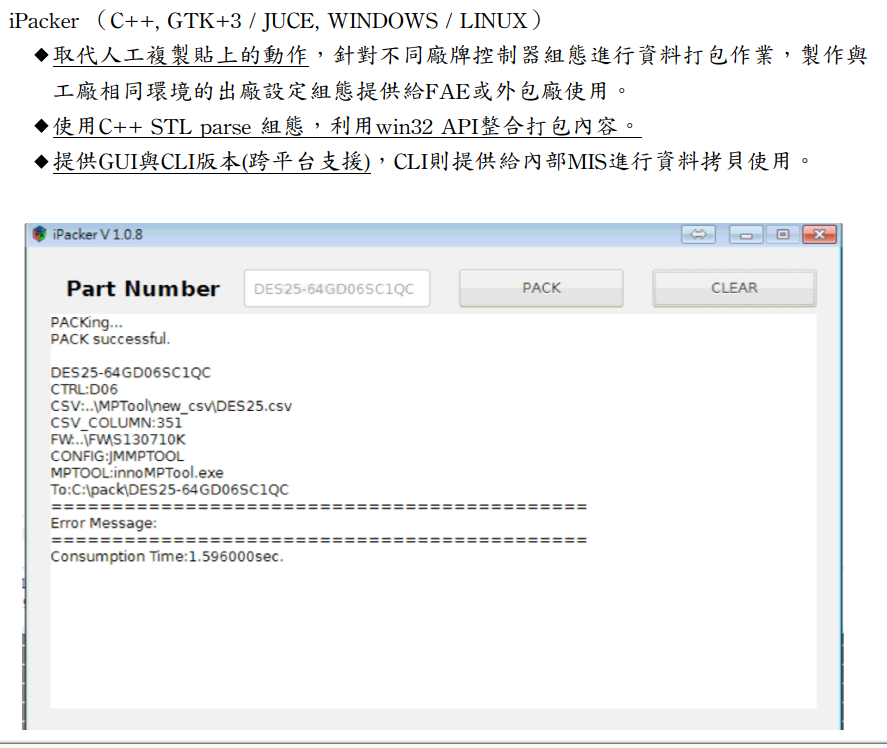 iPacker （C++, GTK+3 / JUCE, WINDOWS / LINUX）
◆取代人工複製貼上的動作，針對不同廠牌控制器組態進行資料打包作業，製作與
工廠相同環境的出廠設定組態提供給FAE或外包廠使用。
◆使用C++ STL parse 組態，利用win32 API整合打包內容。
◆提供GUI與CLI版本(跨平台支援)，CLI則提供給內部MIS進行資料拷貝使用。
iPacker V 1.0.8
Part Number DES25-64GD06SC1QC PACK CLEAR
PACKing...
PACK successful.
DES25-64GD06SC1QC
CTRL:D06
CSV:..\MPTool\new_csv\DES25.csv
CSV_COLUMN:351
FW:..\FW\S130710K
CONFIG:JMMPTOOL
MPTOOL:innoMPTool.exe
To:C:\pack\DES25-64GD06SC1QC
============================================
Error Message:
============================================
Consumption Time:1.596000sec.